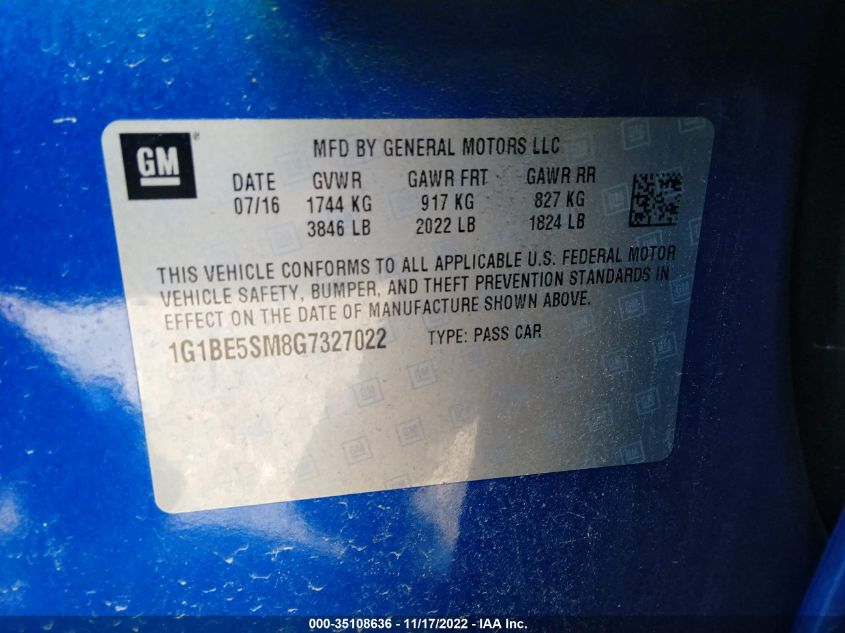 GM ®
MFD BY GENERAL MOTORS LLC
DATE GVWR GAWR FRT GAWR RR
07/16 1744 KG 917 KG 827 KG
3846 LB 2022 LB 1824 LB
THIS VEHICLE CONFORMS TO ALL APPLICABLE U.S. FEDERAL MOTOR
VEHICLE SAFETY, BUMPER, AND THEFT PREVENTION STANDARDS IN
EFFECT ON THE DATE OF MANUFACTURE SHOWN ABOVE.
1G1BE5SM8G7327022 TYPE: PASS CAR
000-35108636 - 11/17/2022 - IAA Inc.